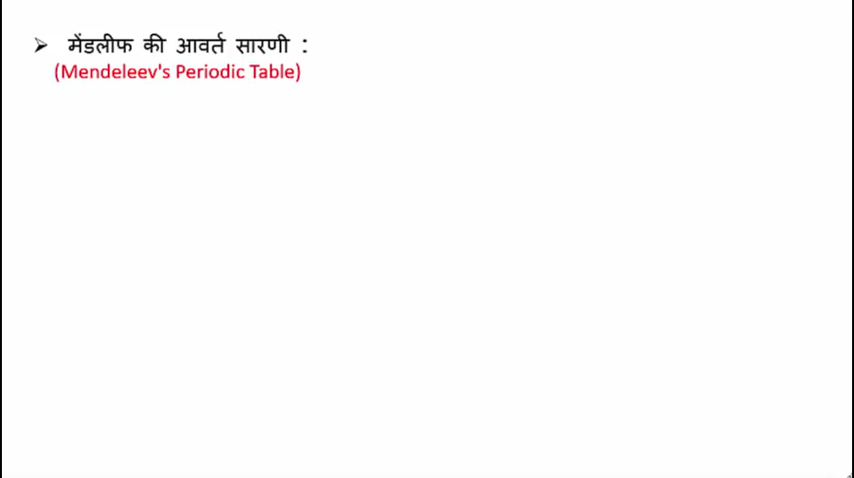 ➢ मेंडलीफ की आवर्त सारणी :
(Mendeleev's Periodic Table)